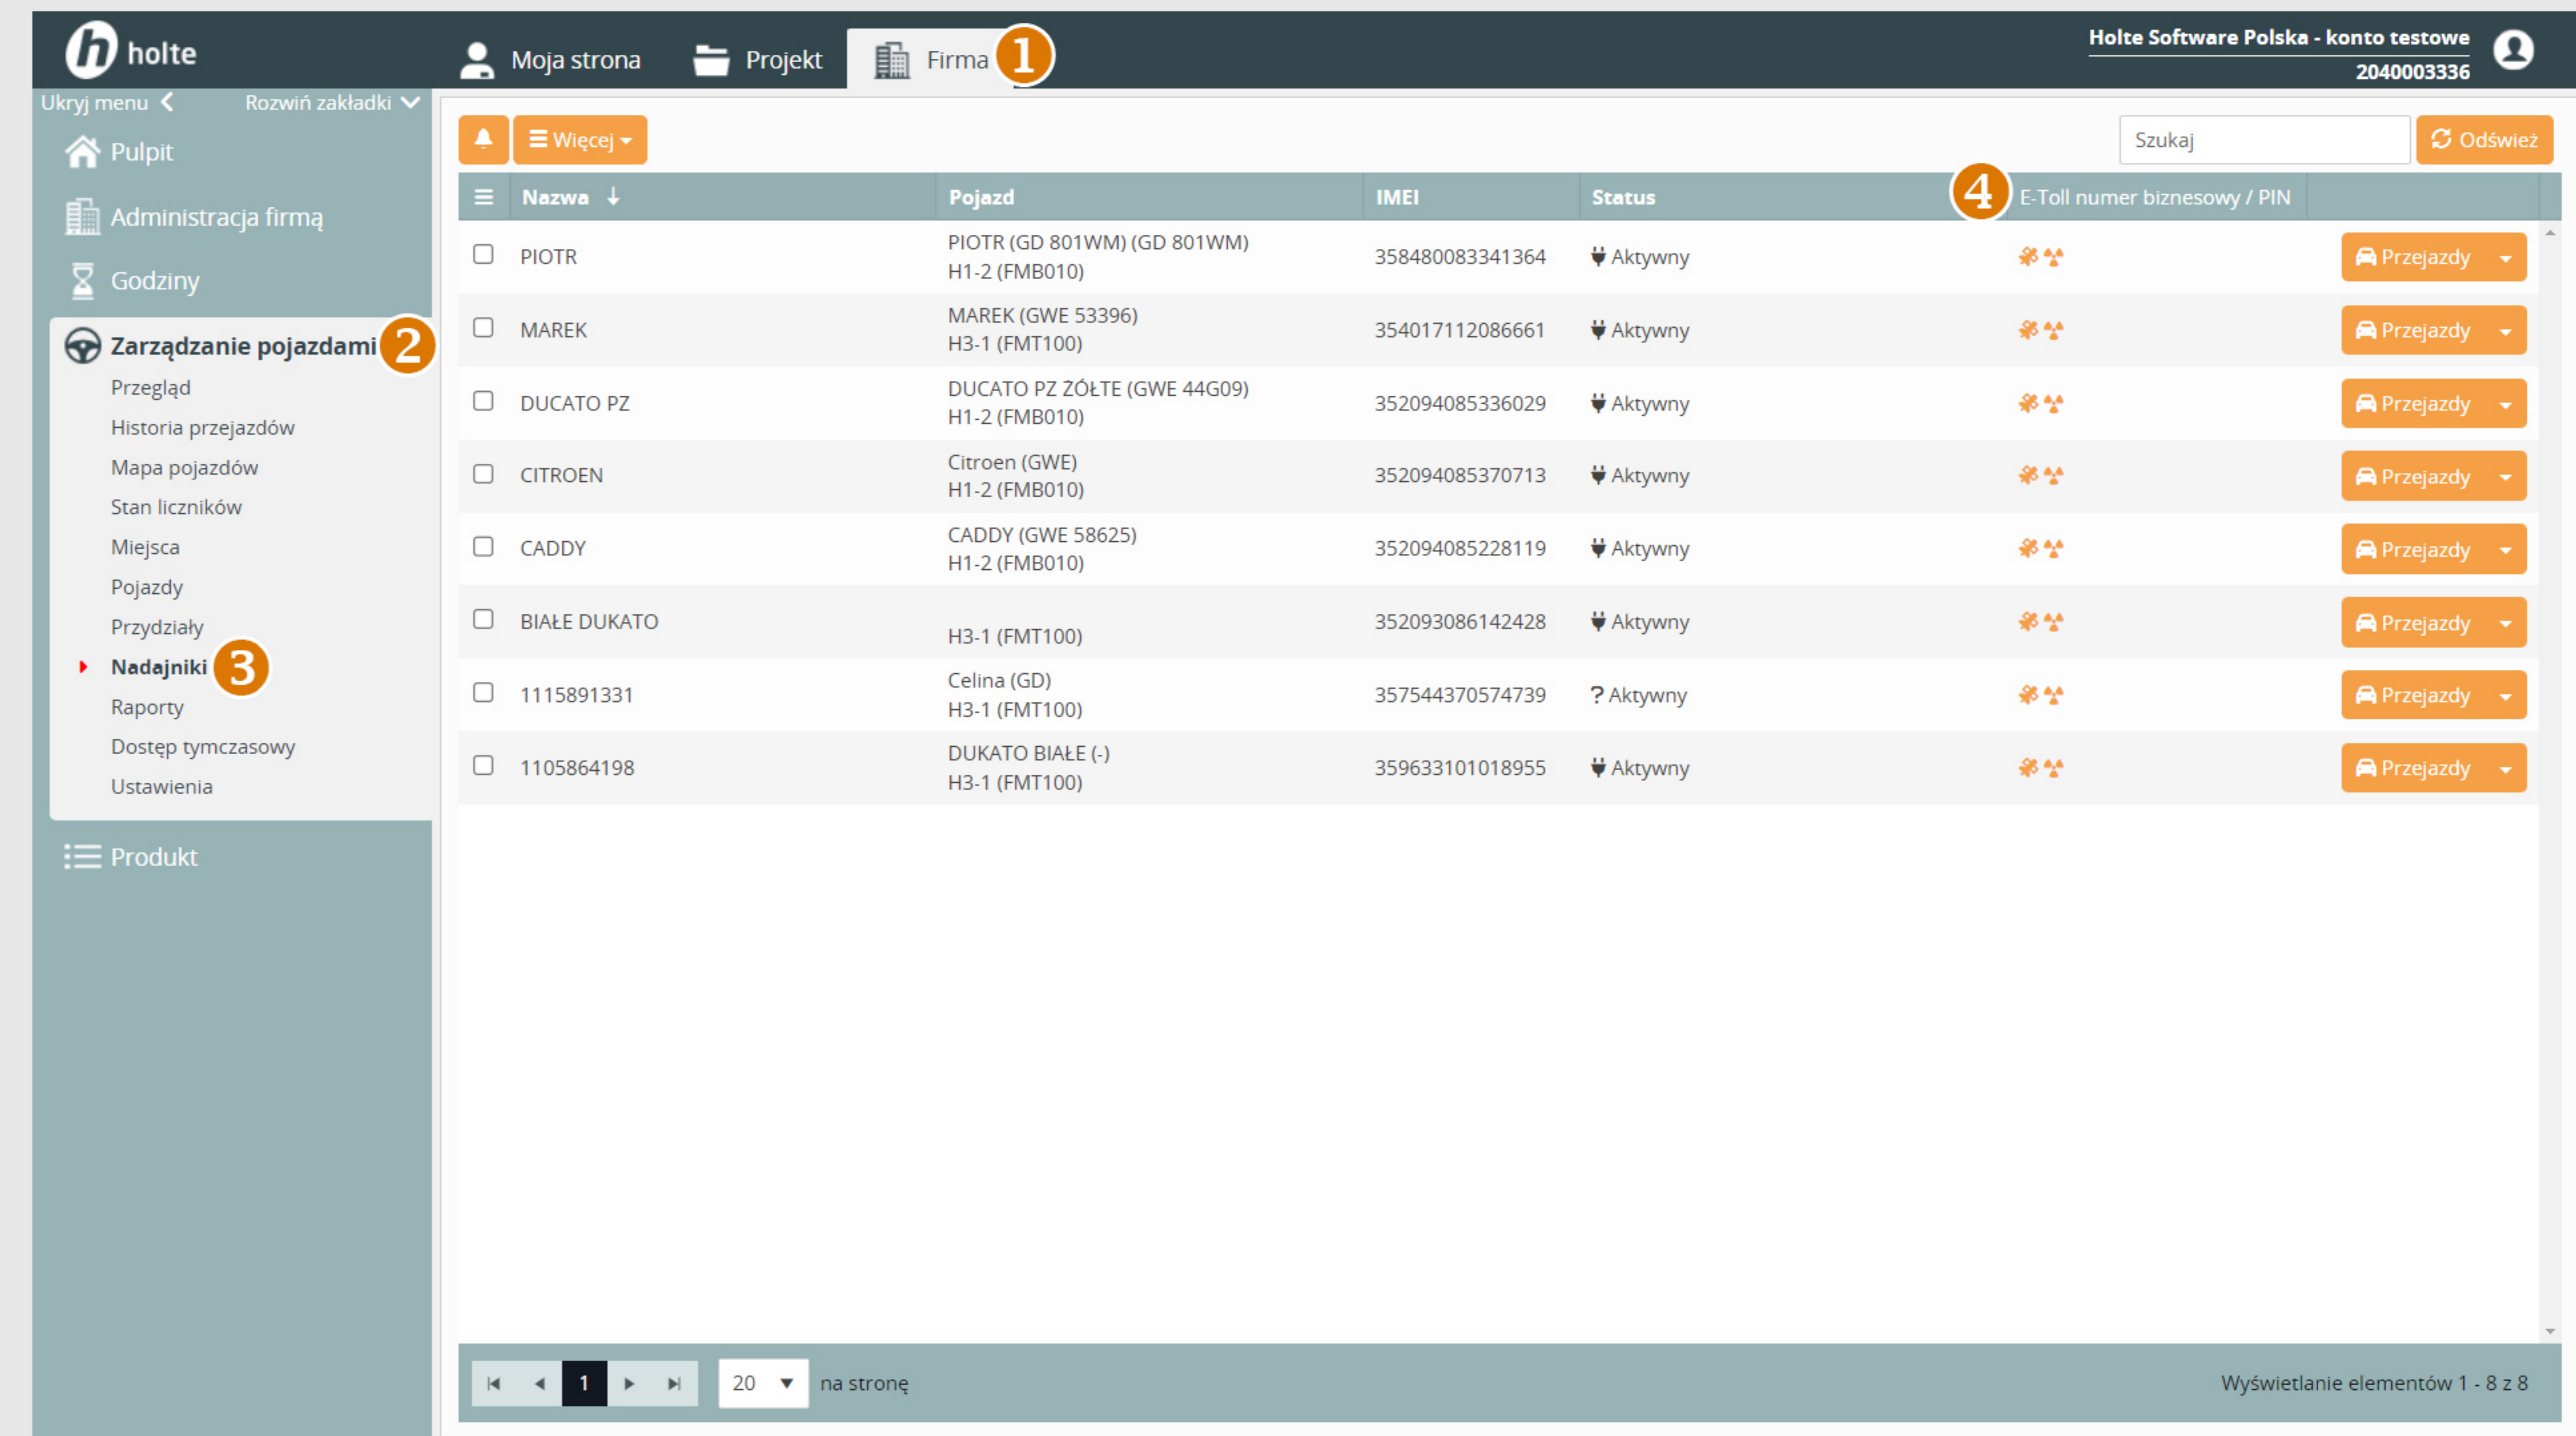 holte
Moja strona
Projekt
Firma 1
Holte Software Polska - konto testowe
2040003336
Ukryj menu
Rozwiń zakładki
Pulpit
Administracja firmą
Godziny
Zarządzanie pojazdami 2
Przegląd
Historia przejazdów
Mapa pojazdów
Stan liczników
Miejsca
Pojazdy
Przydziały
Nadajniki 3
Raporty
Dostęp tymczasowy
Ustawienia
Produkt
Więcej
Szukaj
Odśwież
Nazwa ↓ Pojazd IMEI Status 4 E-Toll numer biznesowy / PIN
PIOTR PIOTR (GD 801WM) (GD 801WM) 358480083341364 Aktywny Przejazdy
H1-2 (FMB010)
MAREK MAREK (GWE 53396) 354017112086661 Aktywny Przejazdy
H3-1 (FMT100)
DUCATO PZ DUCATO PZ ŻÓŁTE (GWE 44G09) 352094085336029 Aktywny Przejazdy
H1-2 (FMB010)
CITROEN Citroen (GWE) 352094085370713 Aktywny Przejazdy
H1-2 (FMB010)
CADDY CADDY (GWE 58625) 352094085228119 Aktywny Przejazdy
H1-2 (FMB010)
BIAŁE DUKATO 352093086142428 Aktywny Przejazdy
H3-1 (FMT100)
1115891331 Celina (GD) 357544370574739 ? Aktywny Przejazdy
H3-1 (FMT100)
1105864198 DUKATO BIAŁE (-) 359633101018955 Aktywny Przejazdy
H3-1 (FMT100)
1 20 na stronę
Wyświetlanie elementów 1 - 8 z 8